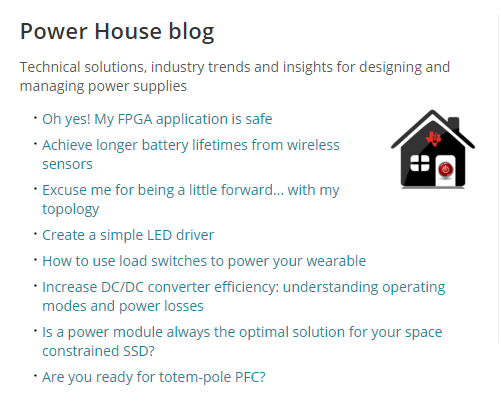 Power House blog
Technical solutions, industry trends and insights for designing and
managing power supplies
• Oh yes! My FPGA application is safe
• Achieve longer battery lifetimes from wireless
sensors
• Excuse me for being a little forward... with my
topology
• Create a simple LED driver
• How to use load switches to power your wearable
• Increase DC/DC converter efficiency: understanding operating
modes and power losses
• Is a power module always the optimal solution for your space
constrained SSD?
• Are you ready for totem-pole PFC?